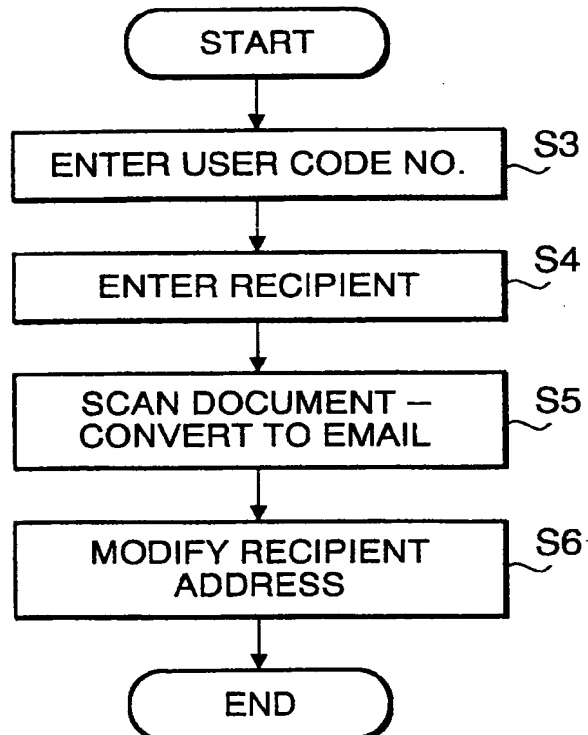 START
ENTER USER CODE NO.
S3
ENTER RECIPIENT
S4
SCAN DOCUMENT –
CONVERT TO EMAIL
S5
MODIFY RECIPIENT
ADDRESS
S6
END